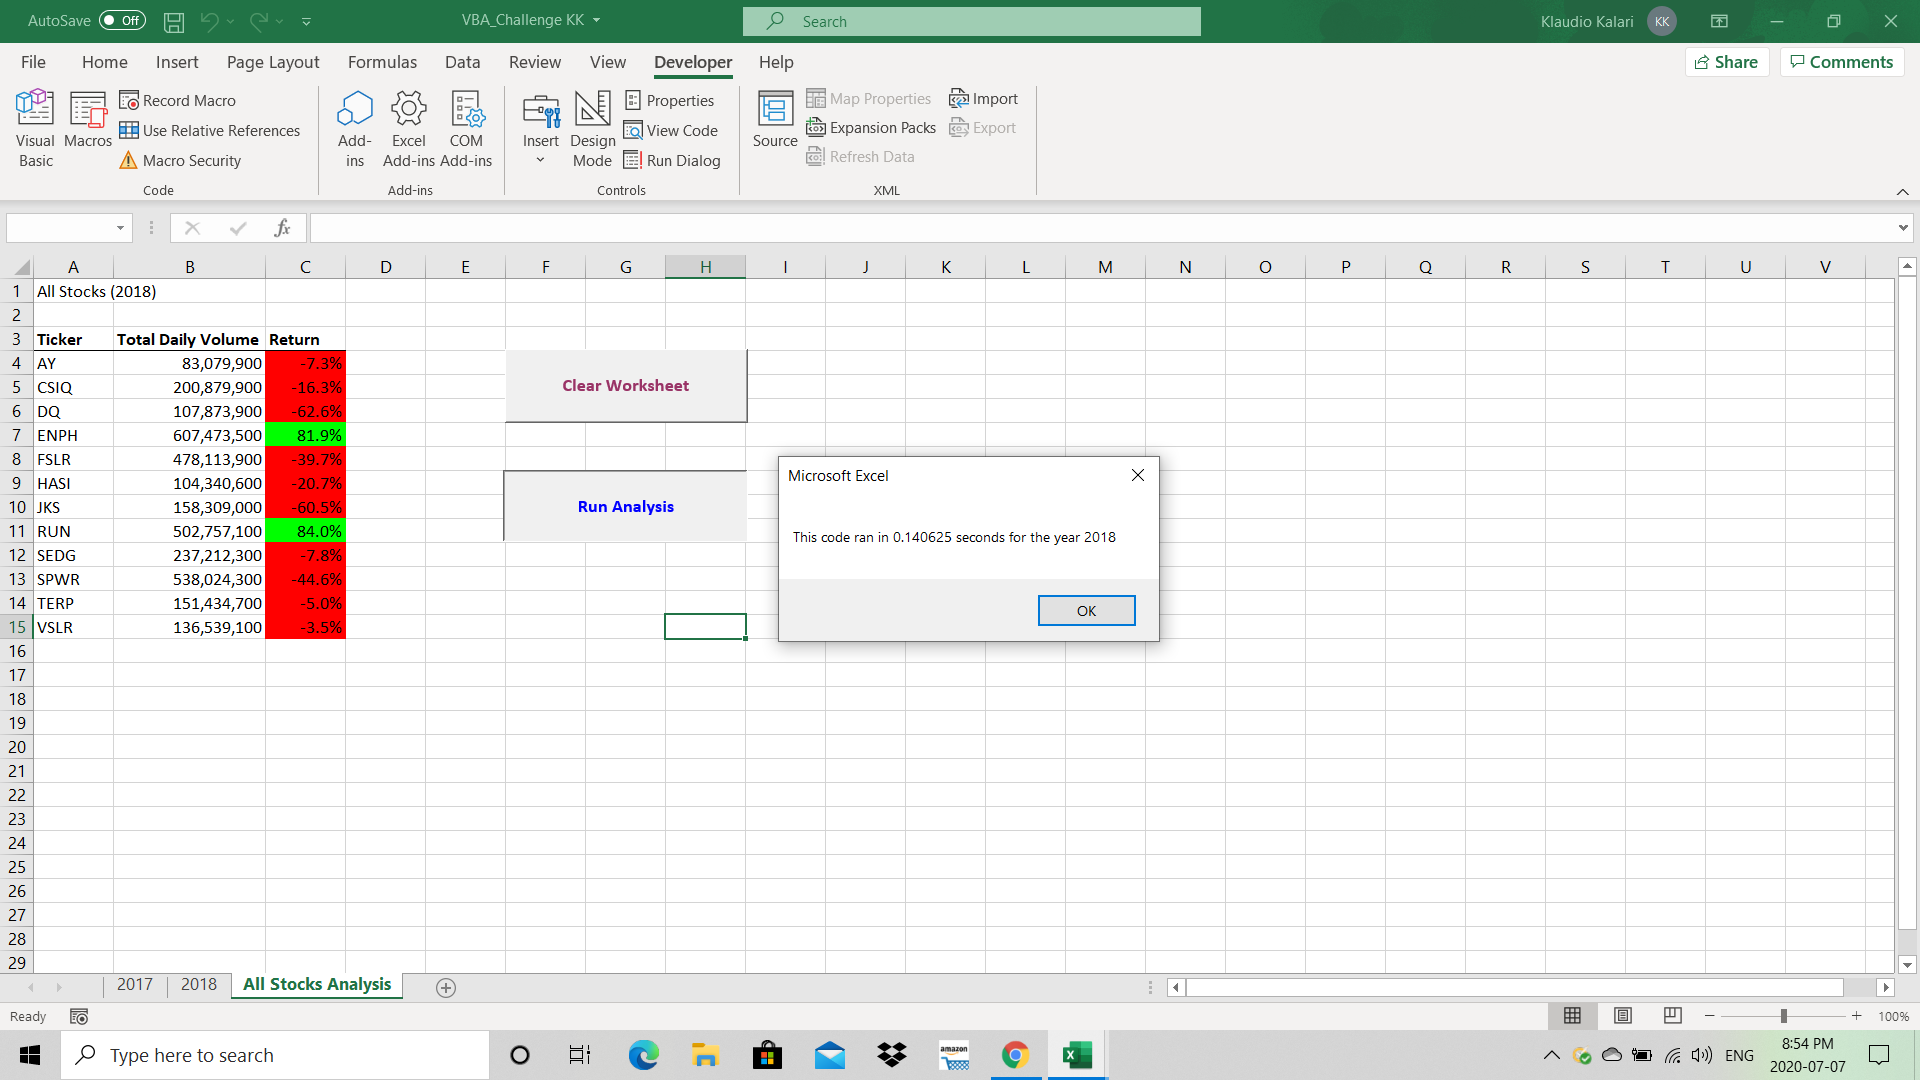 AutoSave Off VBA_Challenge KK Search Klaudio Kalari KK
File Home Insert Page Layout Formulas Data Review View Developer Help Share Comments
Visual Basic
Macros
Record Macro
Use Relative References
Macro Security
Code
Add-ins
Excel Add-ins
COM Add-ins
Add-ins
Insert
Design Mode
Properties
View Code
Run Dialog
Controls
Source
Map Properties
Expansion Packs
Refresh Data
Import
Export
XML
fx
A B C D E F G H I J K L M N O P Q R S T U V
1 All Stocks (2018)
2
3 Ticker Total Daily Volume Return
4 AY 83,079,900 -7.3%
5 CSIQ 200,879,900 -16.3%
6 DQ 107,873,900 -62.6%
7 ENPH 607,473,500 81.9%
8 FSLR 478,113,900 -39.7%
9 HASI 104,340,600 -20.7%
10 JKS 158,309,000 -60.5%
11 RUN 502,757,100 84.0%
12 SEDG 237,212,300 -7.8%
13 SPWR 538,024,300 -44.6%
14 TERP 151,434,700 -5.0%
15 VSLR 136,539,100 -3.5%
16
17
18
19
20
21
22
23
24
25
26
27
28
29
Clear Worksheet
Run Analysis
Microsoft Excel
This code ran in 0.140625 seconds for the year 2018
OK
2017 2018 All Stocks Analysis
Ready 100%
Type here to search amazon ENG 8:54 PM
2020-07-07